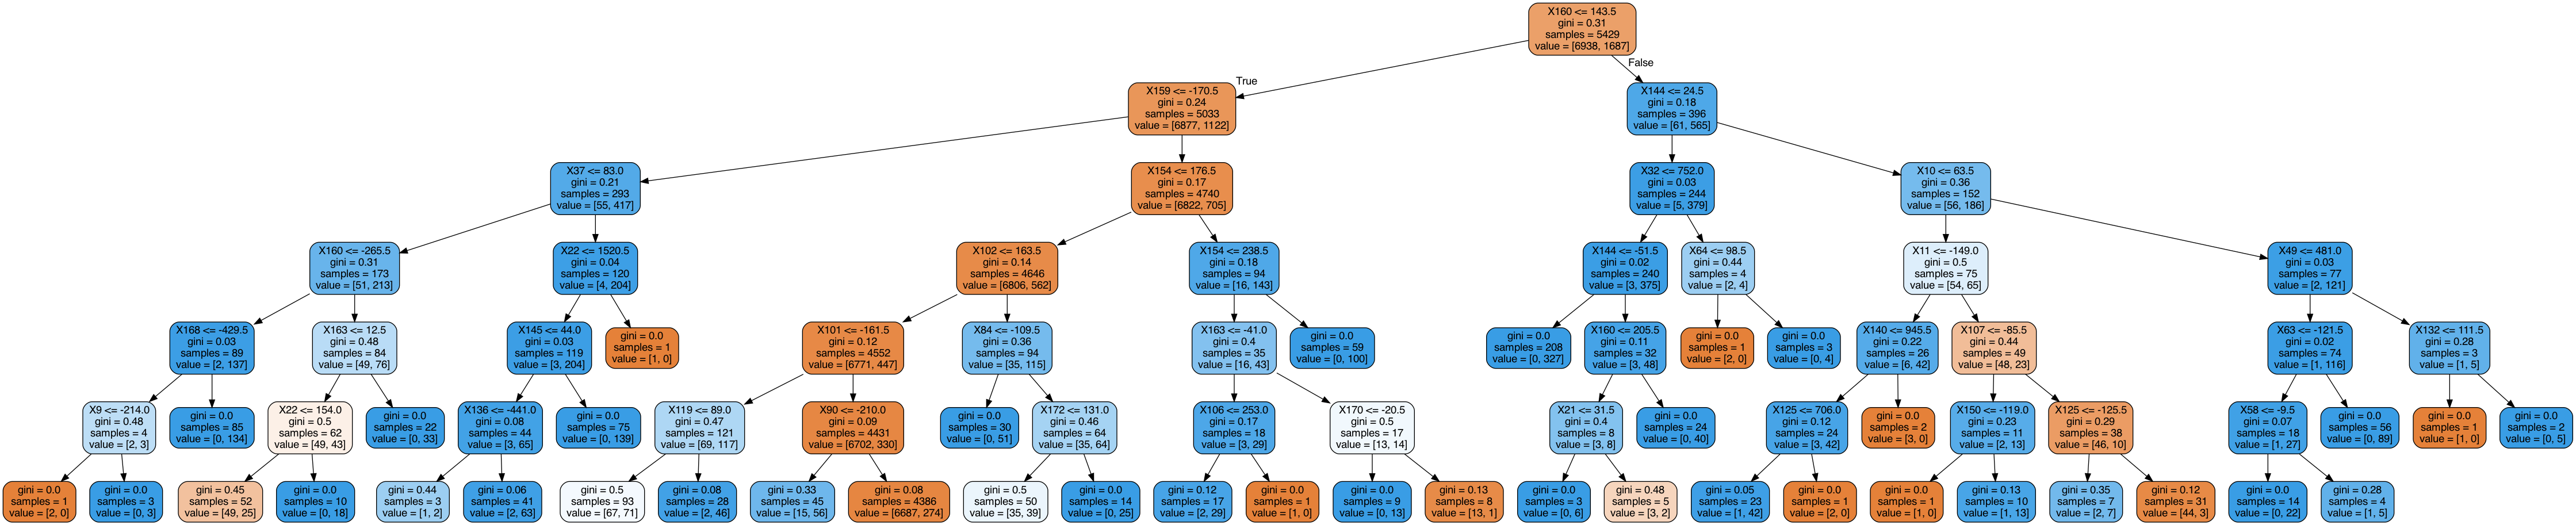 X160 <= 143.5
gini = 0.31
samples = 5429
value = [6938, 1687]
True
False
X159 <= -170.5
gini = 0.24
samples = 5033
value = [6877, 1122]
X144 <= 24.5
gini = 0.18
samples = 396
value = [61, 565]
X37 <= 83.0
gini = 0.21
samples = 293
value = [55, 417]
X154 <= 176.5
gini = 0.17
samples = 4740
value = [6822, 705]
X32 <= 752.0
gini = 0.03
samples = 244
value = [5, 379]
X10 <= 63.5
gini = 0.36
samples = 152
value = [56, 186]
X160 <= -265.5
gini = 0.31
samples = 173
value = [51, 213]
X22 <= 1520.5
gini = 0.04
samples = 120
value = [4, 204]
X102 <= 163.5
gini = 0.14
samples = 4646
value = [6806, 562]
X154 <= 238.5
gini = 0.18
samples = 94
value = [16, 143]
X144 <= -51.5
gini = 0.02
samples = 240
value = [3, 375]
X64 <= 98.5
gini = 0.44
samples = 4
value = [2, 4]
X11 <= -149.0
gini = 0.5
samples = 75
value = [54, 65]
X49 <= 481.0
gini = 0.03
samples = 77
value = [2, 121]
X168 <= -429.5
gini = 0.03
samples = 89
value = [2, 137]
X163 <= 12.5
gini = 0.48
samples = 84
value = [49, 76]
X145 <= 44.0
gini = 0.03
samples = 119
value = [3, 204]
gini = 0.0
samples = 1
value = [1, 0]
X101 <= -161.5
gini = 0.12
samples = 4552
value = [6771, 447]
X84 <= -109.5
gini = 0.36
samples = 94
value = [35, 115]
X163 <= -41.0
gini = 0.4
samples = 35
value = [16, 43]
gini = 0.0
samples = 59
value = [0, 100]
gini = 0.0
samples = 208
value = [0, 327]
X160 <= 205.5
gini = 0.11
samples = 32
value = [3, 48]
gini = 0.0
samples = 1
value = [2, 0]
gini = 0.0
samples = 3
value = [0, 4]
X140 <= 945.5
gini = 0.22
samples = 26
value = [6, 42]
X107 <= -85.5
gini = 0.44
samples = 49
value = [48, 23]
X63 <= -121.5
gini = 0.02
samples = 74
value = [1, 116]
X132 <= 111.5
gini = 0.28
samples = 3
value = [1, 5]
X9 <= -214.0
gini = 0.48
samples = 4
value = [2, 3]
gini = 0.0
samples = 85
value = [0, 134]
X22 <= 154.0
gini = 0.5
samples = 62
value = [49, 43]
gini = 0.0
samples = 22
value = [0, 33]
X136 <= -441.0
gini = 0.08
samples = 44
value = [3, 65]
gini = 0.0
samples = 75
value = [0, 139]
X119 <= 89.0
gini = 0.47
samples = 121
value = [69, 117]
X90 <= -210.0
gini = 0.09
samples = 4431
value = [6702, 330]
gini = 0.0
samples = 30
value = [0, 51]
X172 <= 131.0
gini = 0.46
samples = 64
value = [35, 64]
X106 <= 253.0
gini = 0.17
samples = 18
value = [3, 29]
X170 <= -20.5
gini = 0.5
samples = 17
value = [13, 14]
X21 <= 31.5
gini = 0.4
samples = 8
value = [3, 8]
gini = 0.0
samples = 24
value = [0, 40]
X125 <= 706.0
gini = 0.12
samples = 24
value = [3, 42]
gini = 0.0
samples = 2
value = [3, 0]
X150 <= -119.0
gini = 0.23
samples = 11
value = [2, 13]
X125 <= -125.5
gini = 0.29
samples = 38
value = [46, 10]
X58 <= -9.5
gini = 0.07
samples = 18
value = [1, 27]
gini = 0.0
samples = 56
value = [0, 89]
gini = 0.0
samples = 1
value = [1, 0]
gini = 0.0
samples = 2
value = [0, 5]
gini = 0.0
samples = 1
value = [2, 0]
gini = 0.0
samples = 3
value = [0, 3]
gini = 0.45
samples = 52
value = [49, 25]
gini = 0.0
samples = 10
value = [0, 18]
gini = 0.44
samples = 3
value = [1, 2]
gini = 0.06
samples = 41
value = [2, 63]
gini = 0.5
samples = 93
value = [67, 71]
gini = 0.08
samples = 28
value = [2, 46]
gini = 0.33
samples = 45
value = [15, 56]
gini = 0.08
samples = 4386
value = [6687, 274]
gini = 0.5
samples = 50
value = [35, 39]
gini = 0.0
samples = 14
value = [0, 25]
gini = 0.12
samples = 17
value = [2, 29]
gini = 0.0
samples = 1
value = [1, 0]
gini = 0.0
samples = 9
value = [0, 13]
gini = 0.13
samples = 8
value = [13, 1]
gini = 0.0
samples = 3
value = [0, 6]
gini = 0.48
samples = 5
value = [3, 2]
gini = 0.05
samples = 23
value = [1, 42]
gini = 0.0
samples = 1
value = [2, 0]
gini = 0.0
samples = 1
value = [1, 0]
gini = 0.13
samples = 10
value = [1, 13]
gini = 0.35
samples = 7
value = [2, 7]
gini = 0.12
samples = 31
value = [44, 3]
gini = 0.0
samples = 14
value = [0, 22]
gini = 0.28
samples = 4
value = [1, 5]